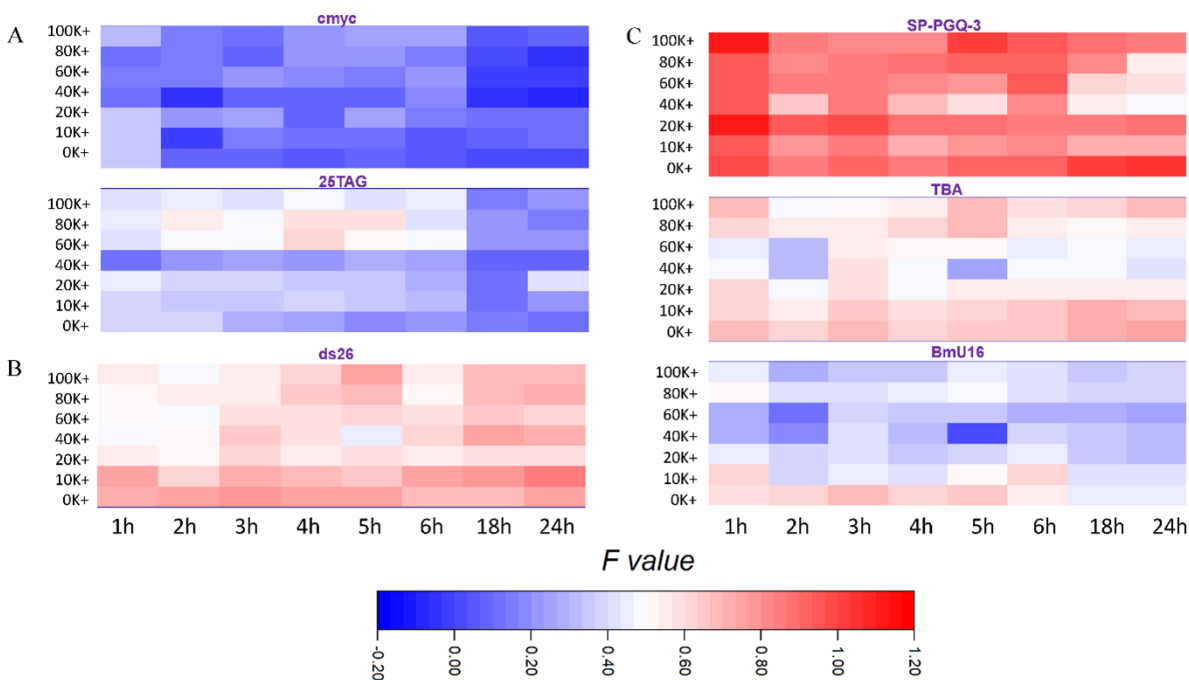 A
cmyc
100K+
80K+
60K+
40K+
20K+
10K+
0K+
25TAG
100K+
80K+
60K+
40K+
20K+
10K+
0K+
B
ds26
100K+
80K+
60K+
40K+
20K+
10K+
0K+
1h 2h 3h 4h 5h 6h 18h 24h
C
SP-PGQ-3
100K+
80K+
60K+
40K+
20K+
10K+
0K+
TBA
100K+
80K+
60K+
40K+
20K+
10K+
0K+
BmU16
100K+
80K+
60K+
40K+
20K+
10K+
0K+
1h 2h 3h 4h 5h 6h 18h 24h
F value
-0.20 0.00 0.20 0.40 0.60 0.80 1.00 1.20